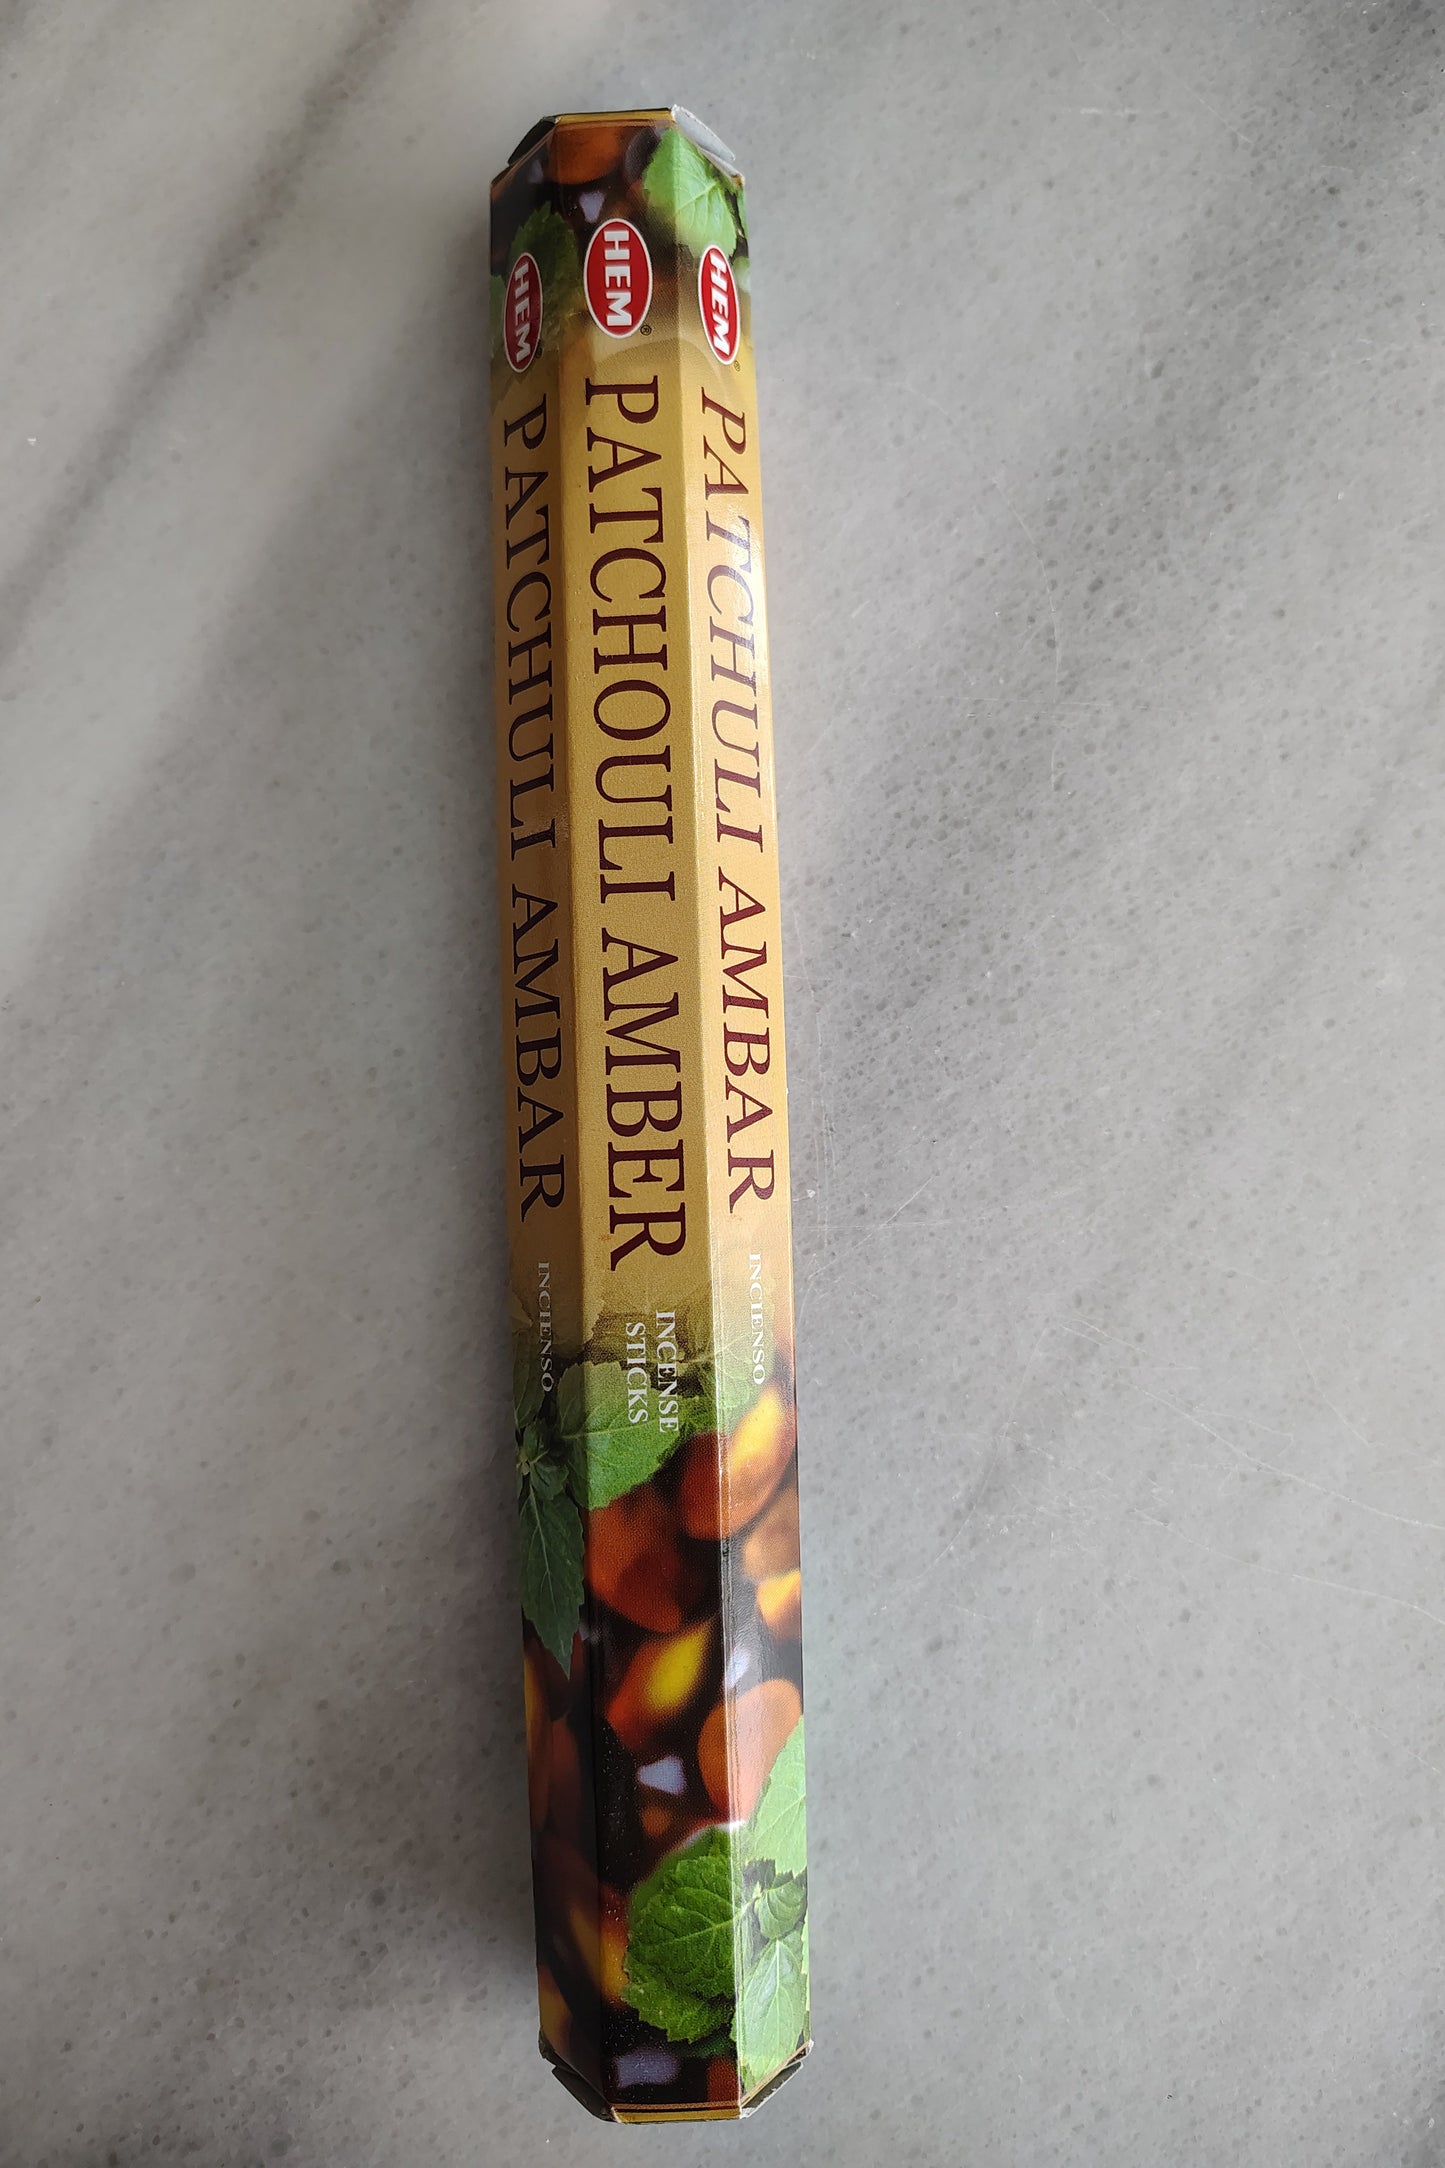 HEM
PATCHULI AMBAR
INCIENSO
HEM®
PATCHOULI AMBER
INCENSE
STICKS
HEM®
PATCHULI AMBAR
INCIENSO